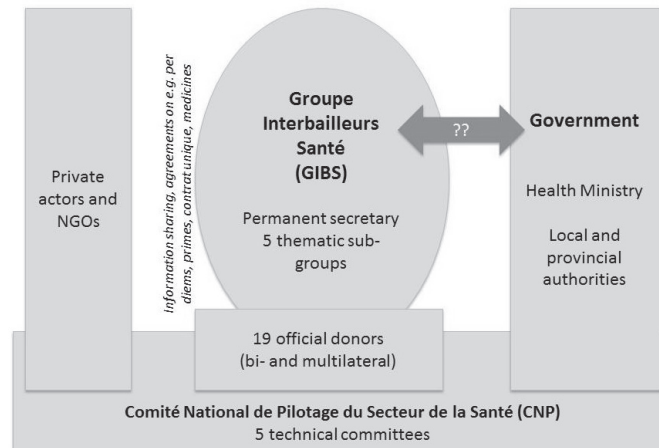 Private
actors and
NGOs
Information sharing, agreements on e.g. per
diems, primes, contrat unique, medicines
Groupe
Interbailleurs
Santé
(GIBS)
Permanent secretary
5 thematic sub-
groups
??
Government
Health Ministry
Local and
provincial
authorities
19 official donors
(bi- and multilateral)
Comité National de Pilotage du Secteur de la Santé (CNP)
5 technical committees